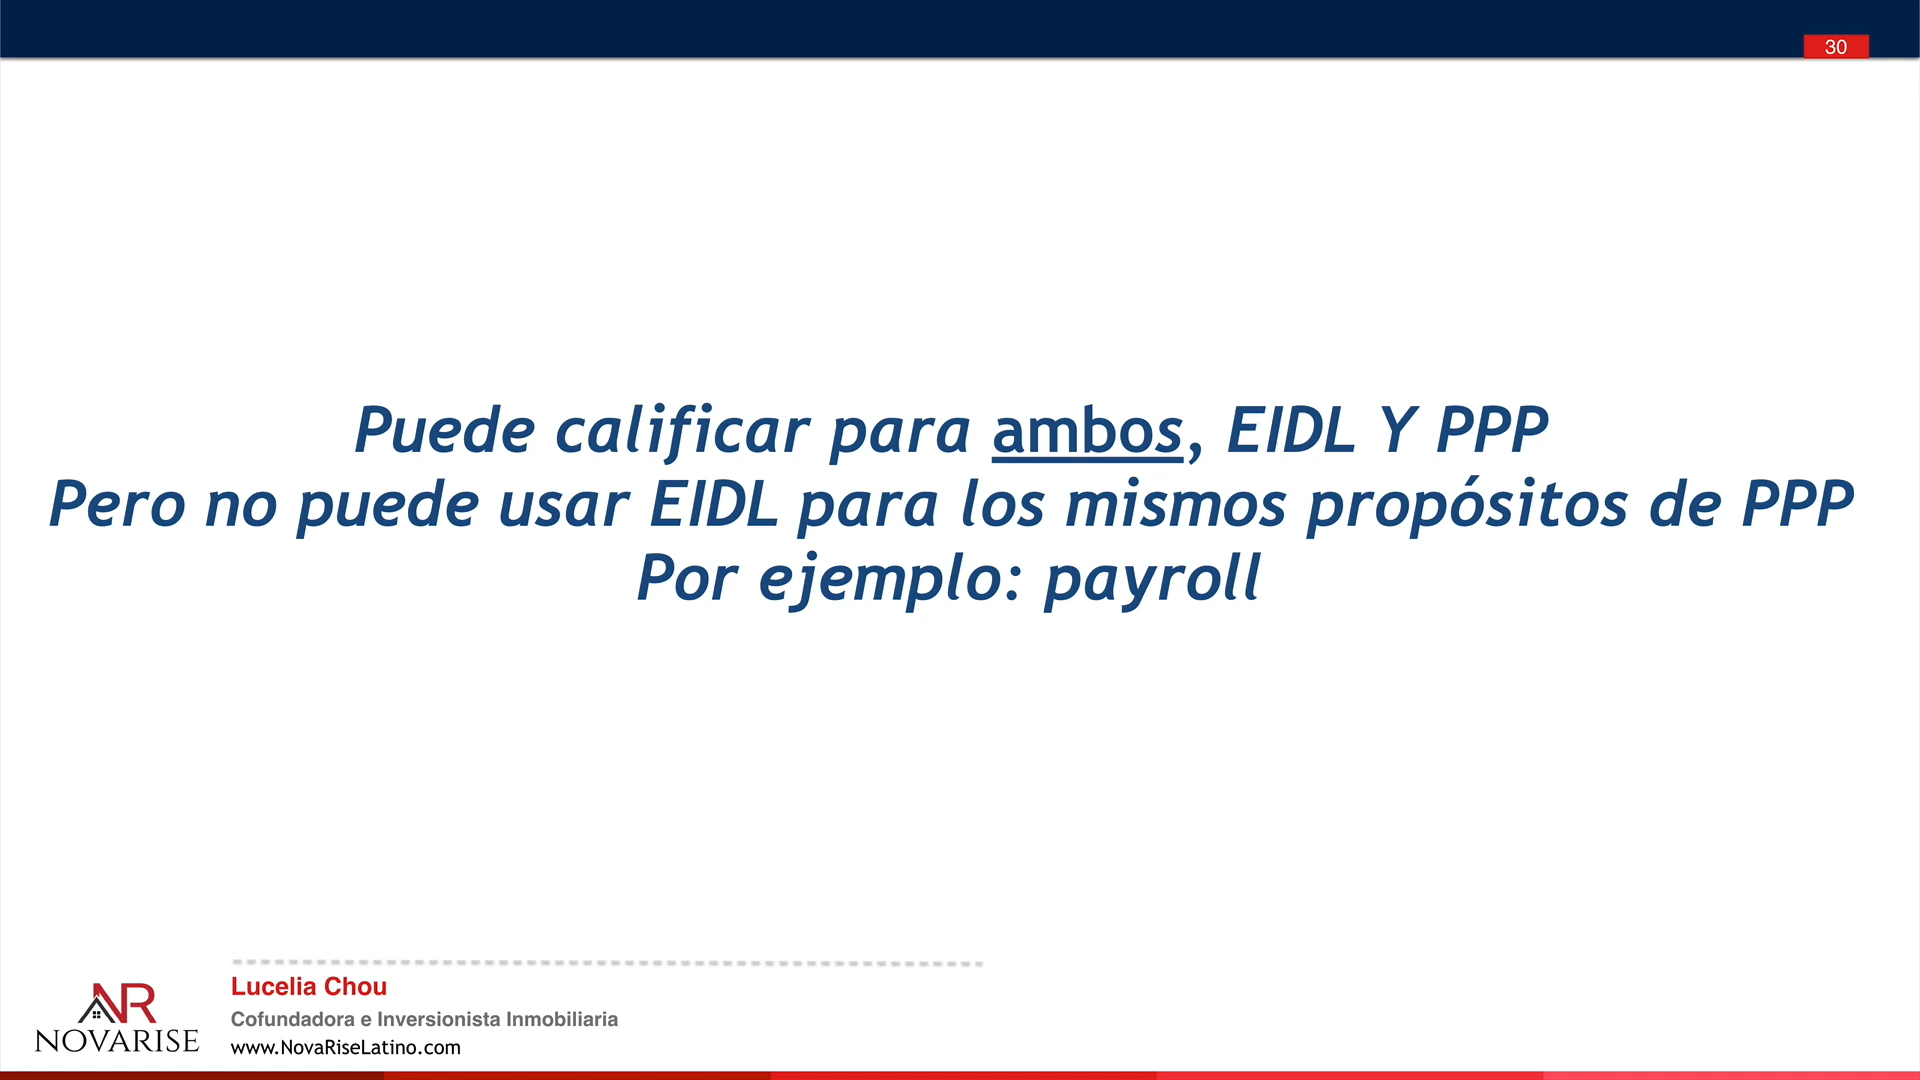 30
Puede calificar para ambos, EIDL Y PPP
Pero no puede usar EIDL para los mismos propósitos de PPP
Por ejemplo: payroll
Lucelia Chou
Cofundadora e Inversionista Inmobiliaria
www.NovaRiseLatino.com
NR
NOVARISE